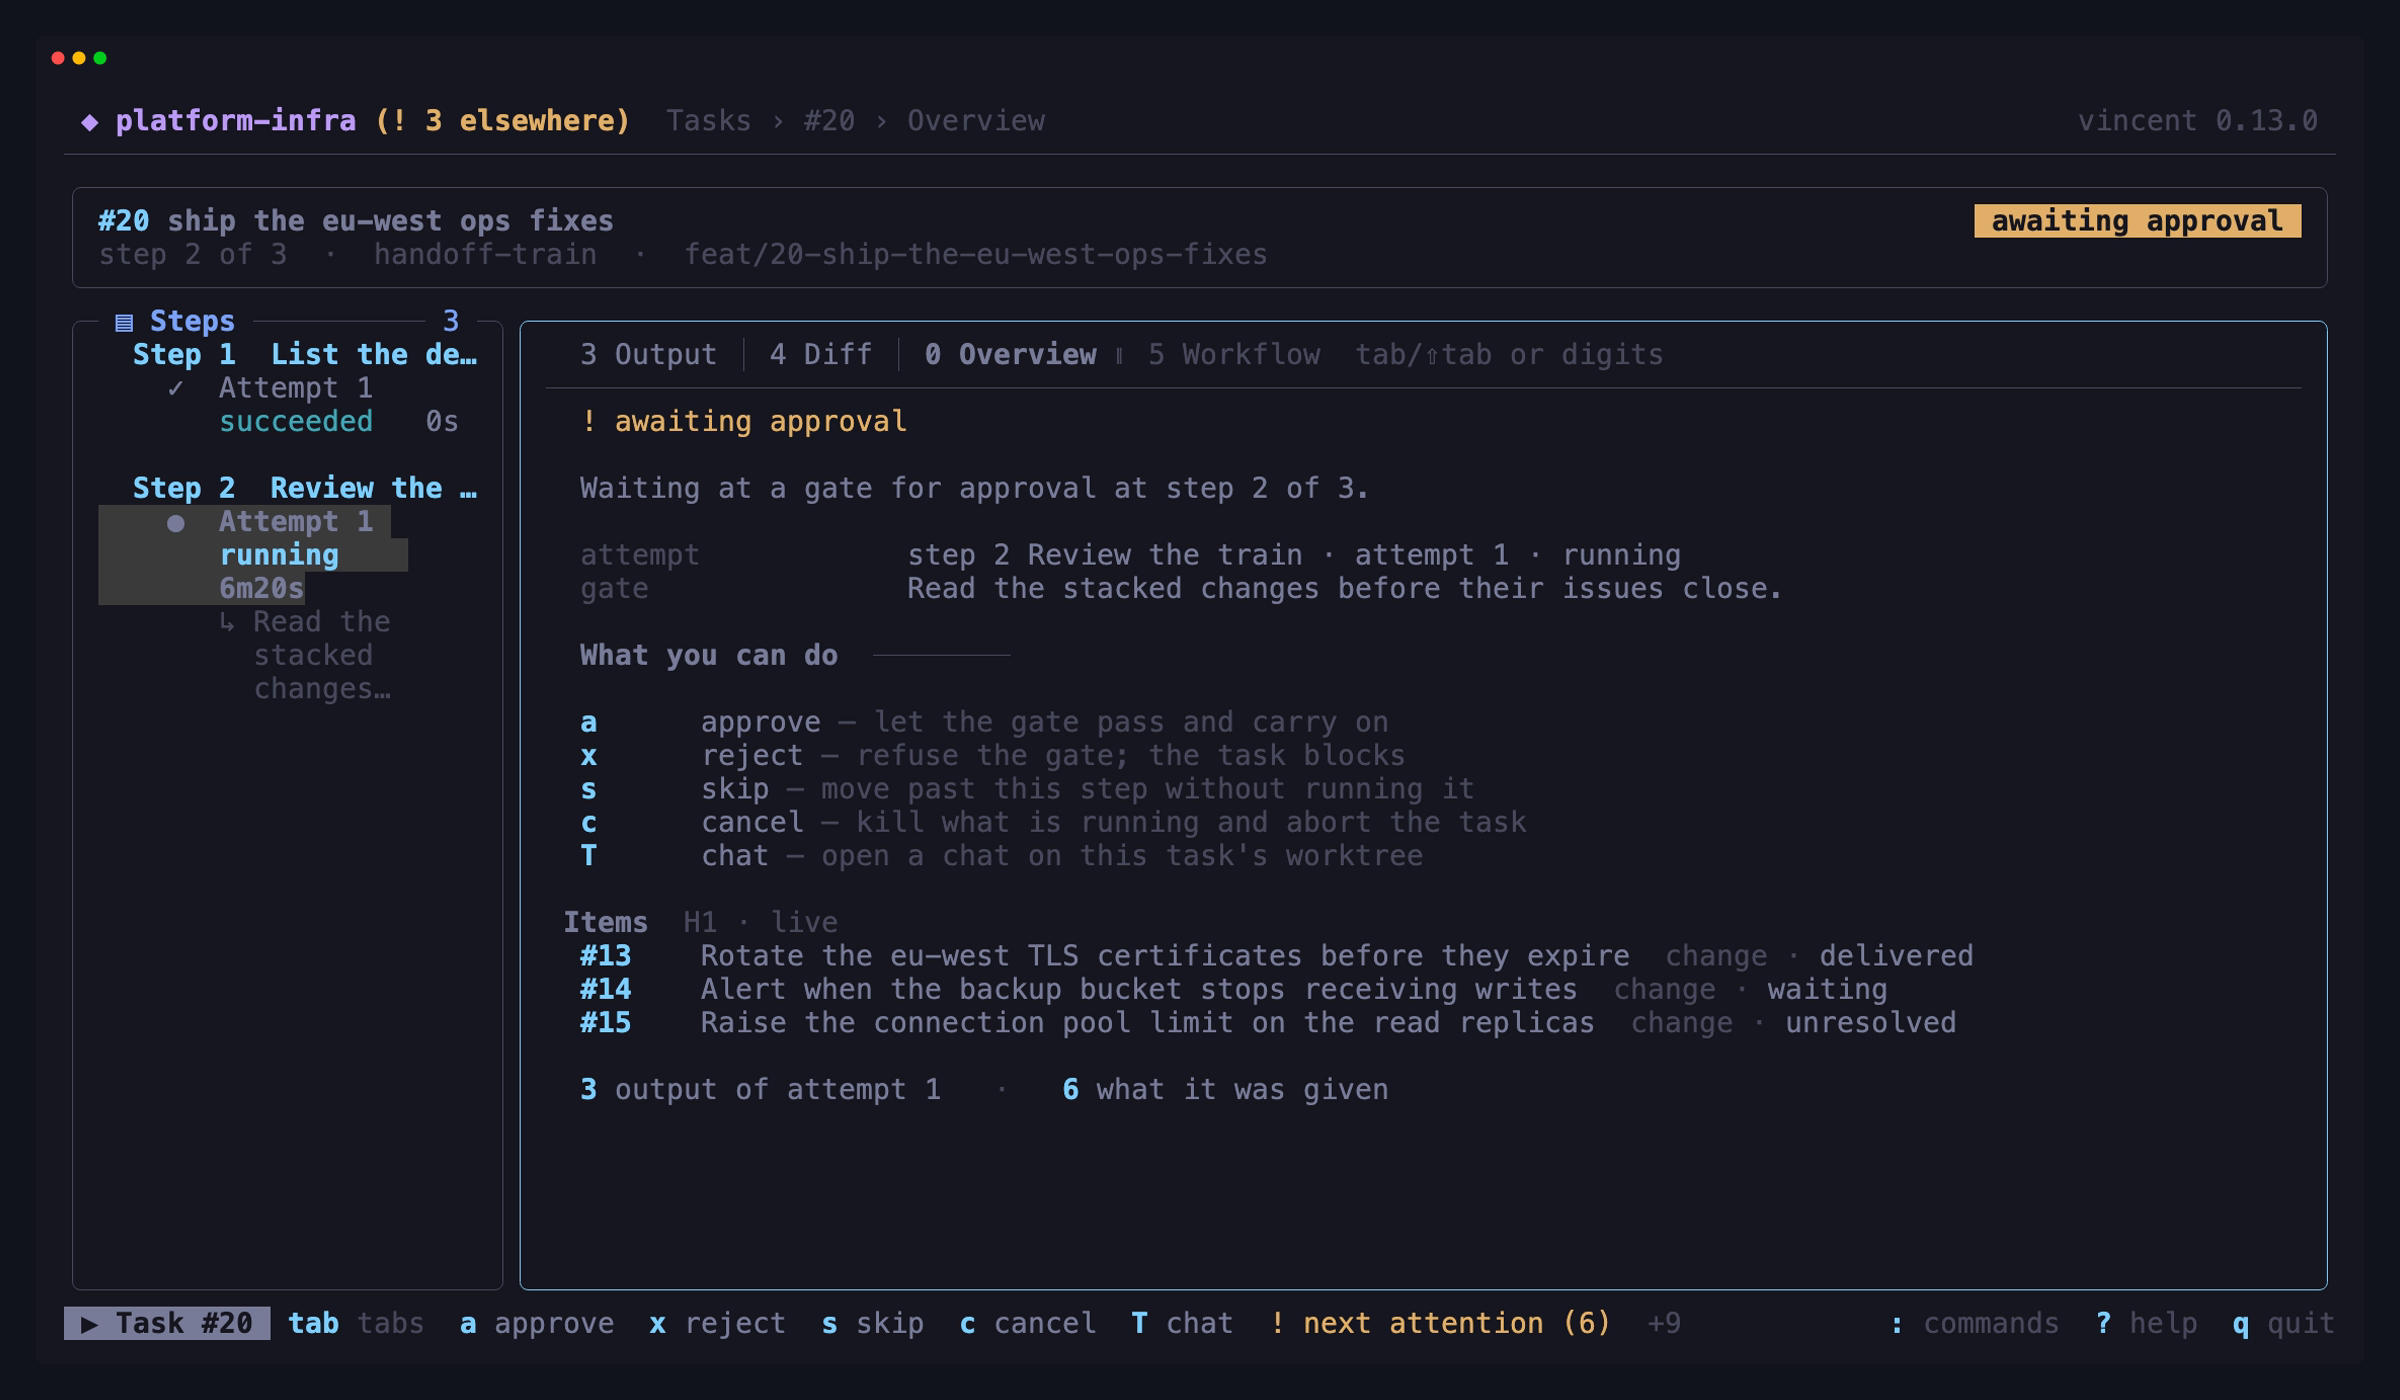 ◆ platform-infra (! 3 elsewhere)  Tasks › #20 › Overview  vincent 0.13.0
#20 ship the eu-west ops fixes  awaiting approval
step 2 of 3  ·  handoff-train  ·  feat/20-ship-the-eu-west-ops-fixes
▤ Steps  3
Step 1  List the de…
✓  Attempt 1
succeeded  0s
Step 2  Review the …
●  Attempt 1
running
6m20s
↳ Read the
stacked
changes…
3 Output │ 4 Diff │ 0 Overview ⦀ 5 Workflow  tab/⇧tab or digits
! awaiting approval
Waiting at a gate for approval at step 2 of 3.
attempt  step 2 Review the train · attempt 1 · running
gate  Read the stacked changes before their issues close.
What you can do
a  approve — let the gate pass and carry on
x  reject — refuse the gate; the task blocks
s  skip — move past this step without running it
c  cancel — kill what is running and abort the task
T  chat — open a chat on this task's worktree
Items  H1 · live
#13  Rotate the eu-west TLS certificates before they expire  change · delivered
#14  Alert when the backup bucket stops receiving writes  change · waiting
#15  Raise the connection pool limit on the read replicas  change · unresolved
3 output of attempt 1  ·  6 what it was given
▶ Task #20  tab tabs  a approve  x reject  s skip  c cancel  T chat  ! next attention (6)  +9  : commands  ? help  q quit